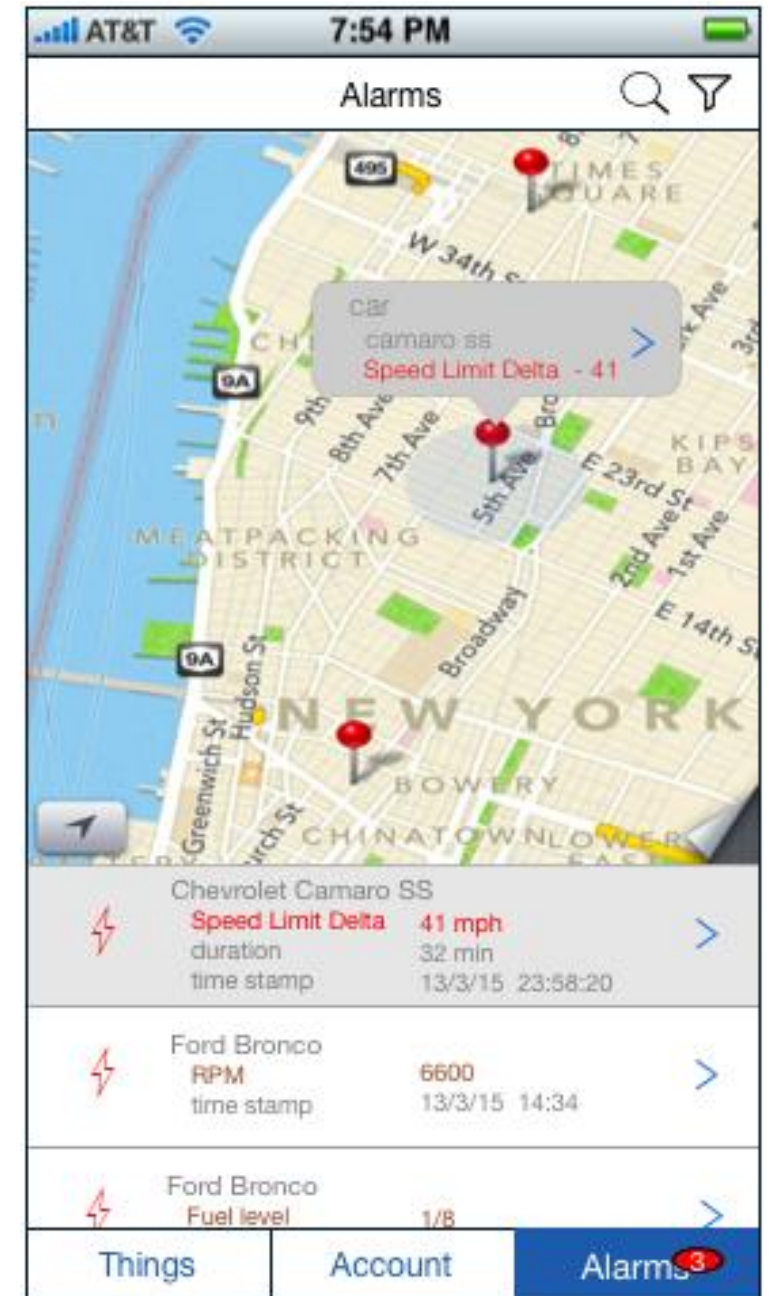 AT&T 7:54 PM
Alarms
495
TIMES
SQUARE
W 34th
car
camaro ss
Speed Limit Delta - 41
9A
9th
8th Ave
7th Ave
5th Ave
E 23rd St
KIPS
BAY
2nd Ave
1st Ave
MEATPACKING
DISTRICT
E 14th
Broadway
9A
Hudson St
Greenwich St
NEW YORK
BOWERY
CHINATOWN
LOWER
Chevrolet Camaro SS
Speed Limit Delta 41 mph
duration 32 min
time stamp 13/3/15 23:58:20
Ford Bronco
RPM 6600
time stamp 13/3/15 14:34
Ford Bronco
Fuel level 1/8
Things Account Alarms 3